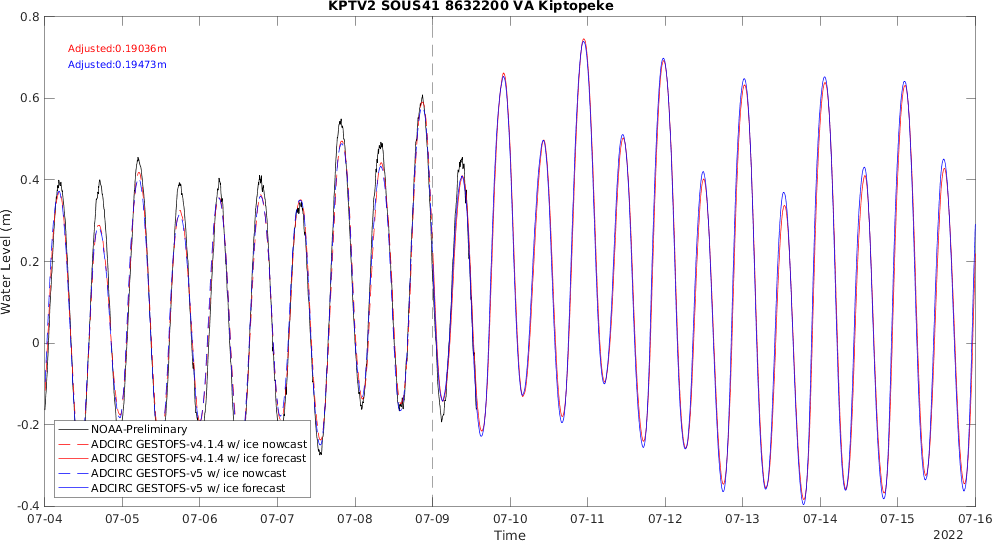 KPTV2 SOUS41 8632200 VA Kiptopeke
0.8
Adjusted:0.19036m
Adjusted:0.19473m
0.6
0.4
0.2
0
-0.2
-0.4
Water Level (m)
NOAA-Preliminary
ADCIRC GESTOFS-v4.1.4 w/ ice nowcast
ADCIRC GESTOFS-v4.1.4 w/ ice forecast
ADCIRC GESTOFS-v5 w/ ice nowcast
ADCIRC GESTOFS-v5 w/ ice forecast
07-04 07-05 07-06 07-07 07-08 07-09 07-10 07-11 07-12 07-13 07-14 07-15 07-16
Time
2022